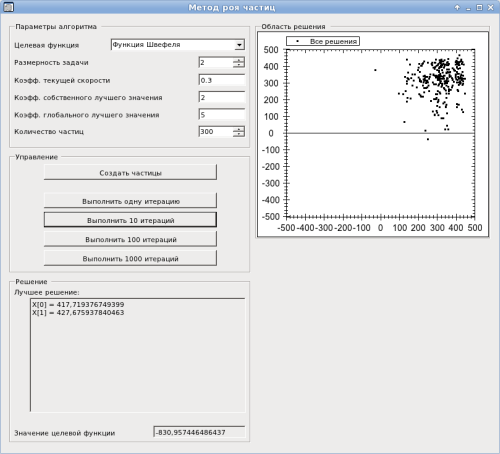 Метод роя частиц
Параметры алгоритма
Целевая функция
Функция Швефеля
Размерность задачи
2
Коэфф. текущей скорости
0.3
Коэфф. собственного лучшего значения
2
Коэфф. глобального лучшего значения
5
Количество частиц
300
Управление
Создать частицы
Выполнить одну итерацию
Выполнить 10 итераций
Выполнить 100 итераций
Выполнить 1000 итераций
Решение
Лучшее решение:
X[0] = 417,719376749399
X[1] = 427,675937840463
Значение целевой функции
-830,957446486437
Область решения
Все решения
500
400
300
200
100
0
-100
-200
-300
-400
-500
-500 -400 -300 -200 -100 0 100 200 300 400 500